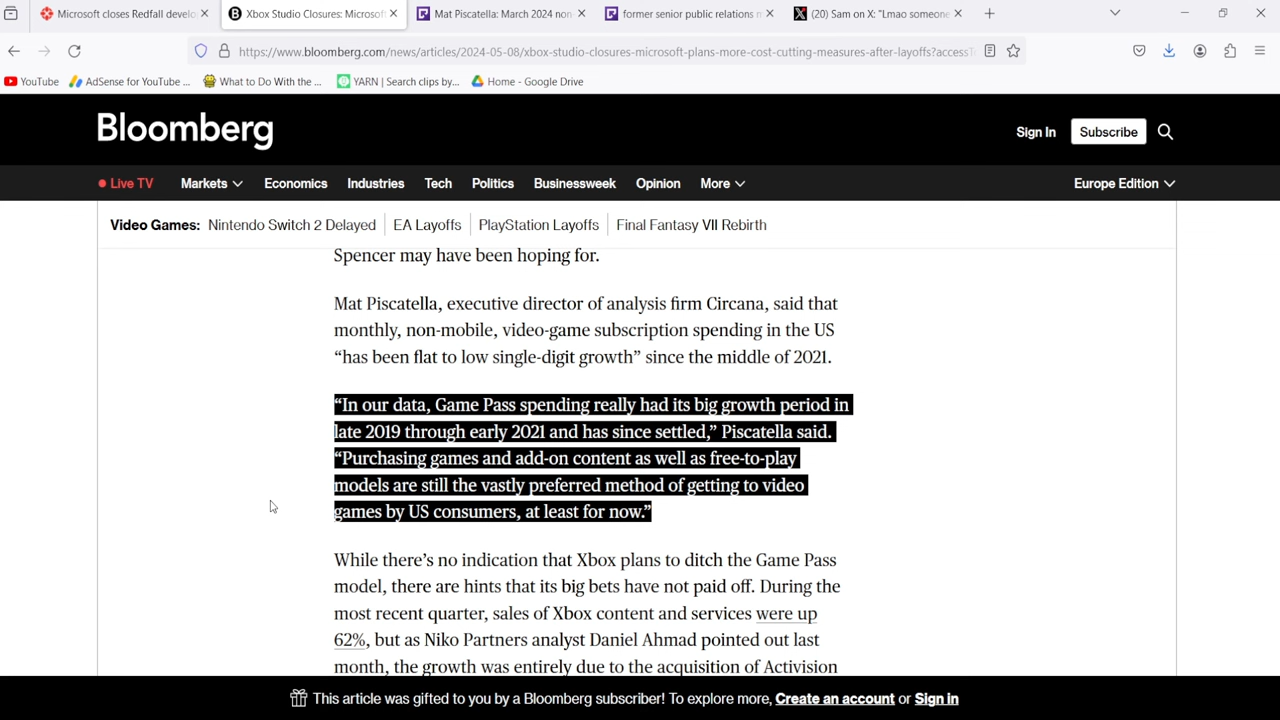 Microsoft closes Redfall develo
Xbox Studio Closures: Microsoft
Mat Piscatella: March 2024 non
former senior public relations m
(20) Sam on X: "Lmao someone
https://www.bloomberg.com/news/articles/2024-05-08/xbox-studio-closures-microsoft-plans-more-cost-cutting-measures-after-layoffs?accessT
YouTube
AdSense for YouTube ...
What to Do With the ...
YARN | Search clips by...
Home - Google Drive
Bloomberg
Sign In
Subscribe
Live TV
Markets
Economics
Industries
Tech
Politics
Businessweek
Opinion
More
Europe Edition
Video Games: Nintendo Switch 2 Delayed
EA Layoffs
PlayStation Layoffs
Final Fantasy VII Rebirth
Spencer may have been hoping for.
Mat Piscatella, executive director of analysis firm Circana, said that
monthly, non-mobile, video-game subscription spending in the US
“has been flat to low single-digit growth” since the middle of 2021.
“In our data, Game Pass spending really had its big growth period in
late 2019 through early 2021 and has since settled,” Piscatella said.
“Purchasing games and add-on content as well as free-to-play
models are still the vastly preferred method of getting to video
games by US consumers, at least for now.”
While there’s no indication that Xbox plans to ditch the Game Pass
model, there are hints that its big bets have not paid off. During the
most recent quarter, sales of Xbox content and services were up
62%, but as Niko Partners analyst Daniel Ahmad pointed out last
month, the growth was entirely due to the acquisition of Activision
This article was gifted to you by a Bloomberg subscriber! To explore more, Create an account or Sign in